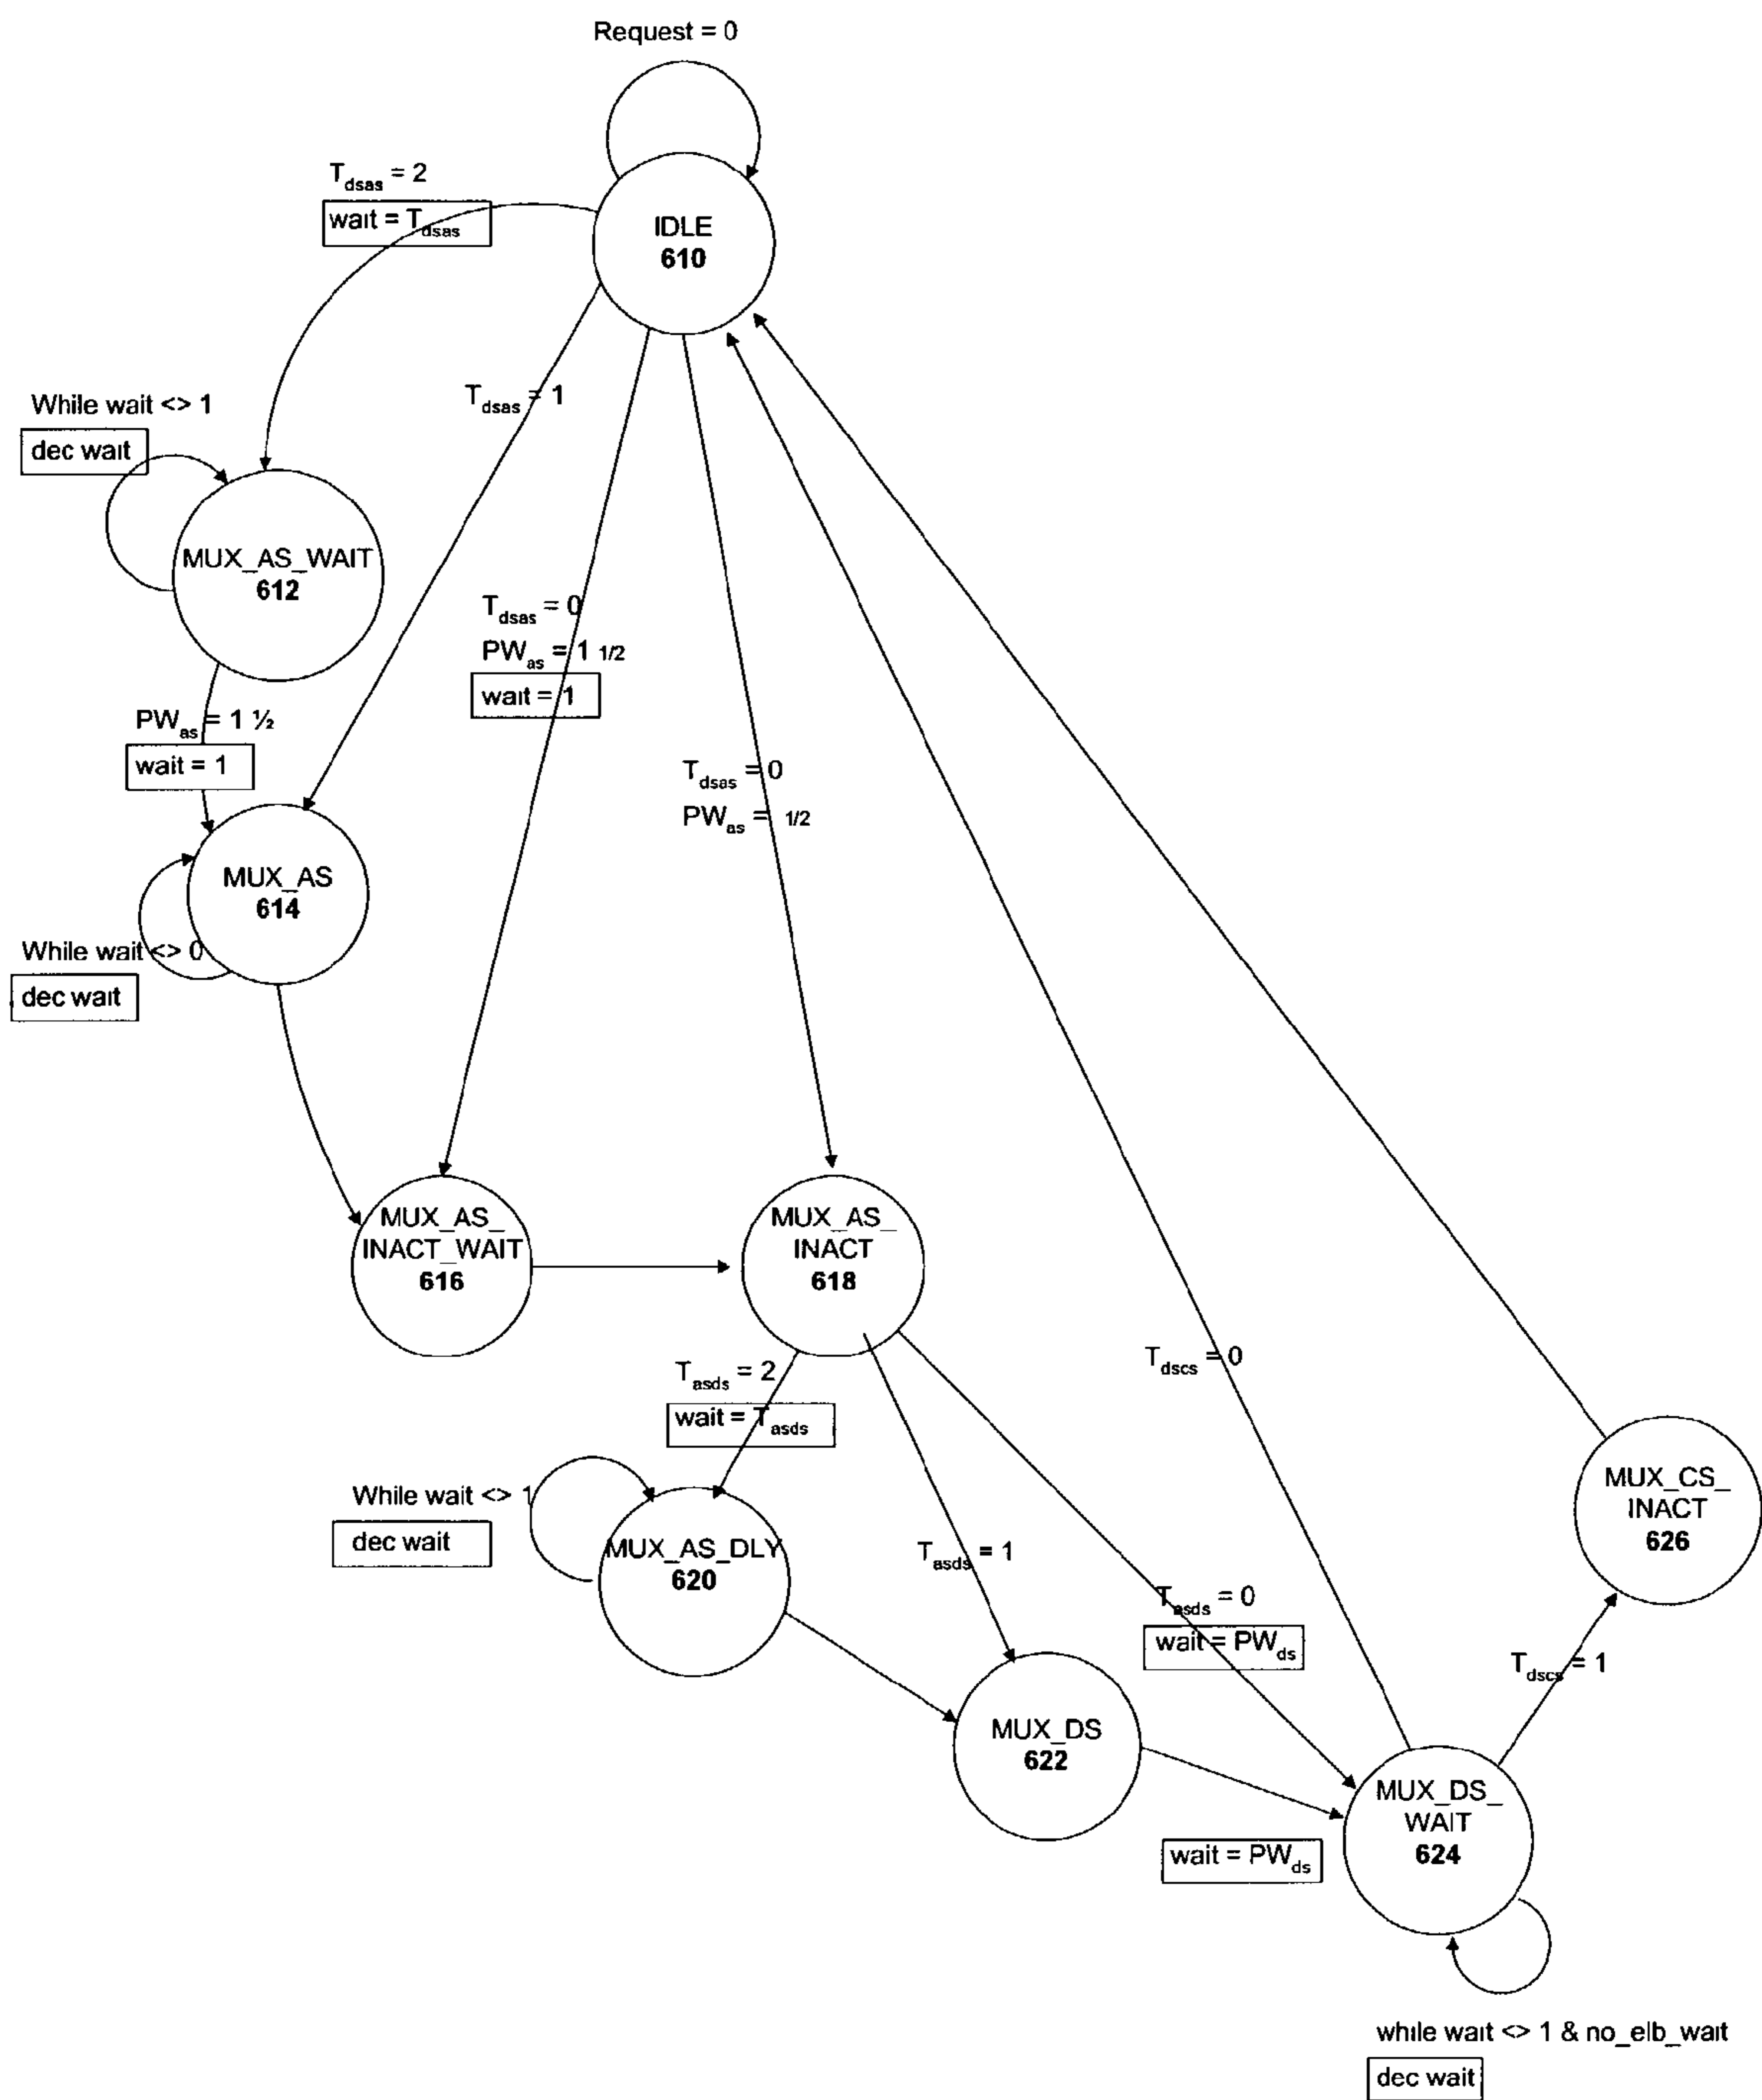 Request = 0
T_dsas = 2
wait = T_dsas
IDLE
610
While wait <> 1
dec wait
T_dsas = 1
MUX_AS_WAIT
612
T_dsas = 0
PW_as = 1 1/2
wait = 1
PW_as = 1 ½
wait = 1
T_dsas = 0
PW_as = 1/2
MUX_AS
614
While wait <> 0
dec wait
MUX_AS_
INACT_WAIT
616
MUX_AS_
INACT
618
T_asds = 2
wait = T_asds
T_dscs = 0
MUX_CS_
INACT
626
While wait <> 1
dec wait
MUX_AS_DLY
620
T_asds = 1
T_asds = 0
wait = PW_ds
T_dscs = 1
MUX_DS
622
MUX_DS_
WAIT
624
wait = PW_ds
while wait <> 1 & no_elb_wait
dec wait